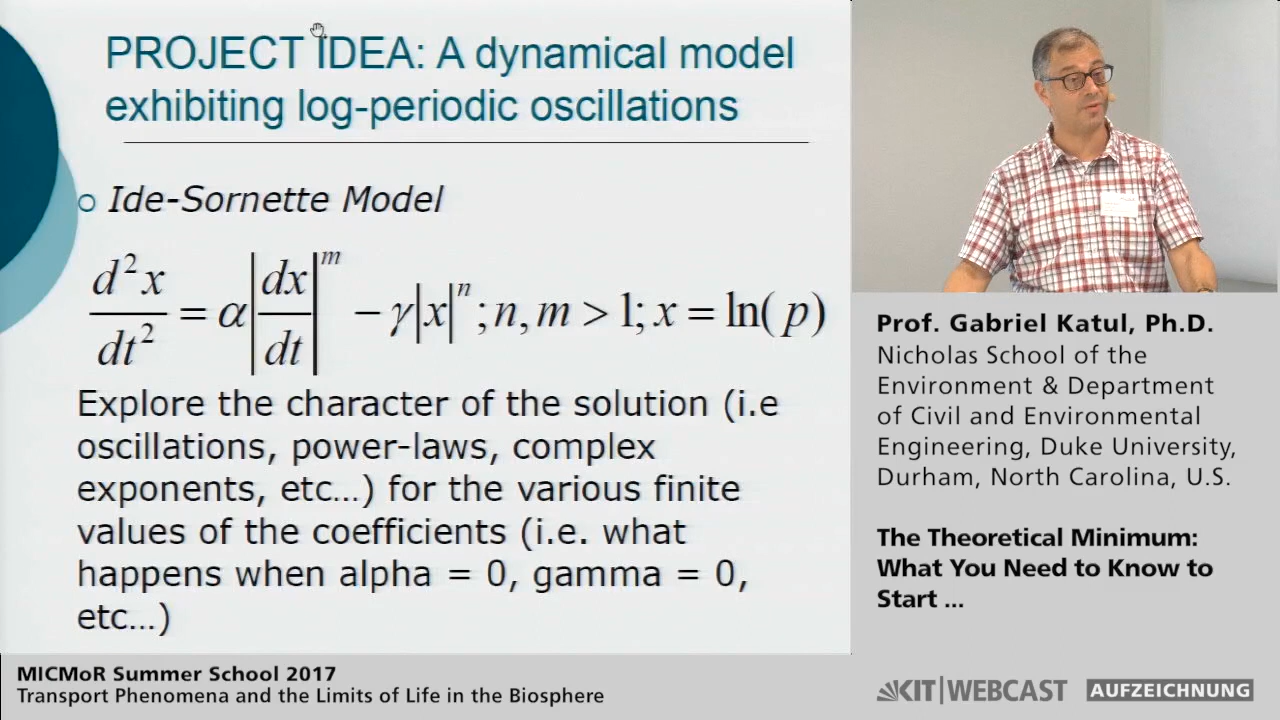 PROJECT IDEA: A dynamical model
exhibiting log-periodic oscillations
Ide-Sornette Model
d²x/dt² = α|dx/dt|^m − γ|x|^n; n, m > 1; x = ln(p)
Explore the character of the solution (i.e
oscillations, power-laws, complex
exponents, etc…) for the various finite
values of the coefficients (i.e. what
happens when alpha = 0, gamma = 0,
etc…)
Prof. Gabriel Katul, Ph.D.
Nicholas School of the
Environment & Department
of Civil and Environmental
Engineering, Duke University,
Durham, North Carolina, U.S.
The Theoretical Minimum:
What You Need to Know to
Start ...
MICMoR Summer School 2017
Transport Phenomena and the Limits of Life in the Biosphere
KIT|WEBCAST
AUFZEICHNUNG